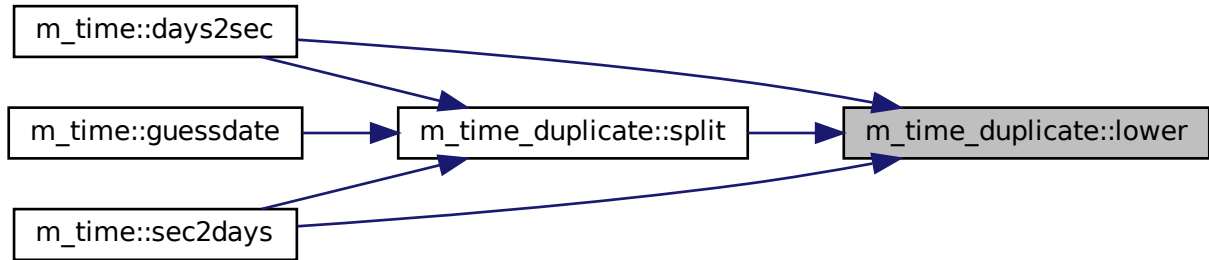 m_time::days2sec
m_time::guessdate
m_time_duplicate::split
m_time_duplicate::lower
m_time::sec2days